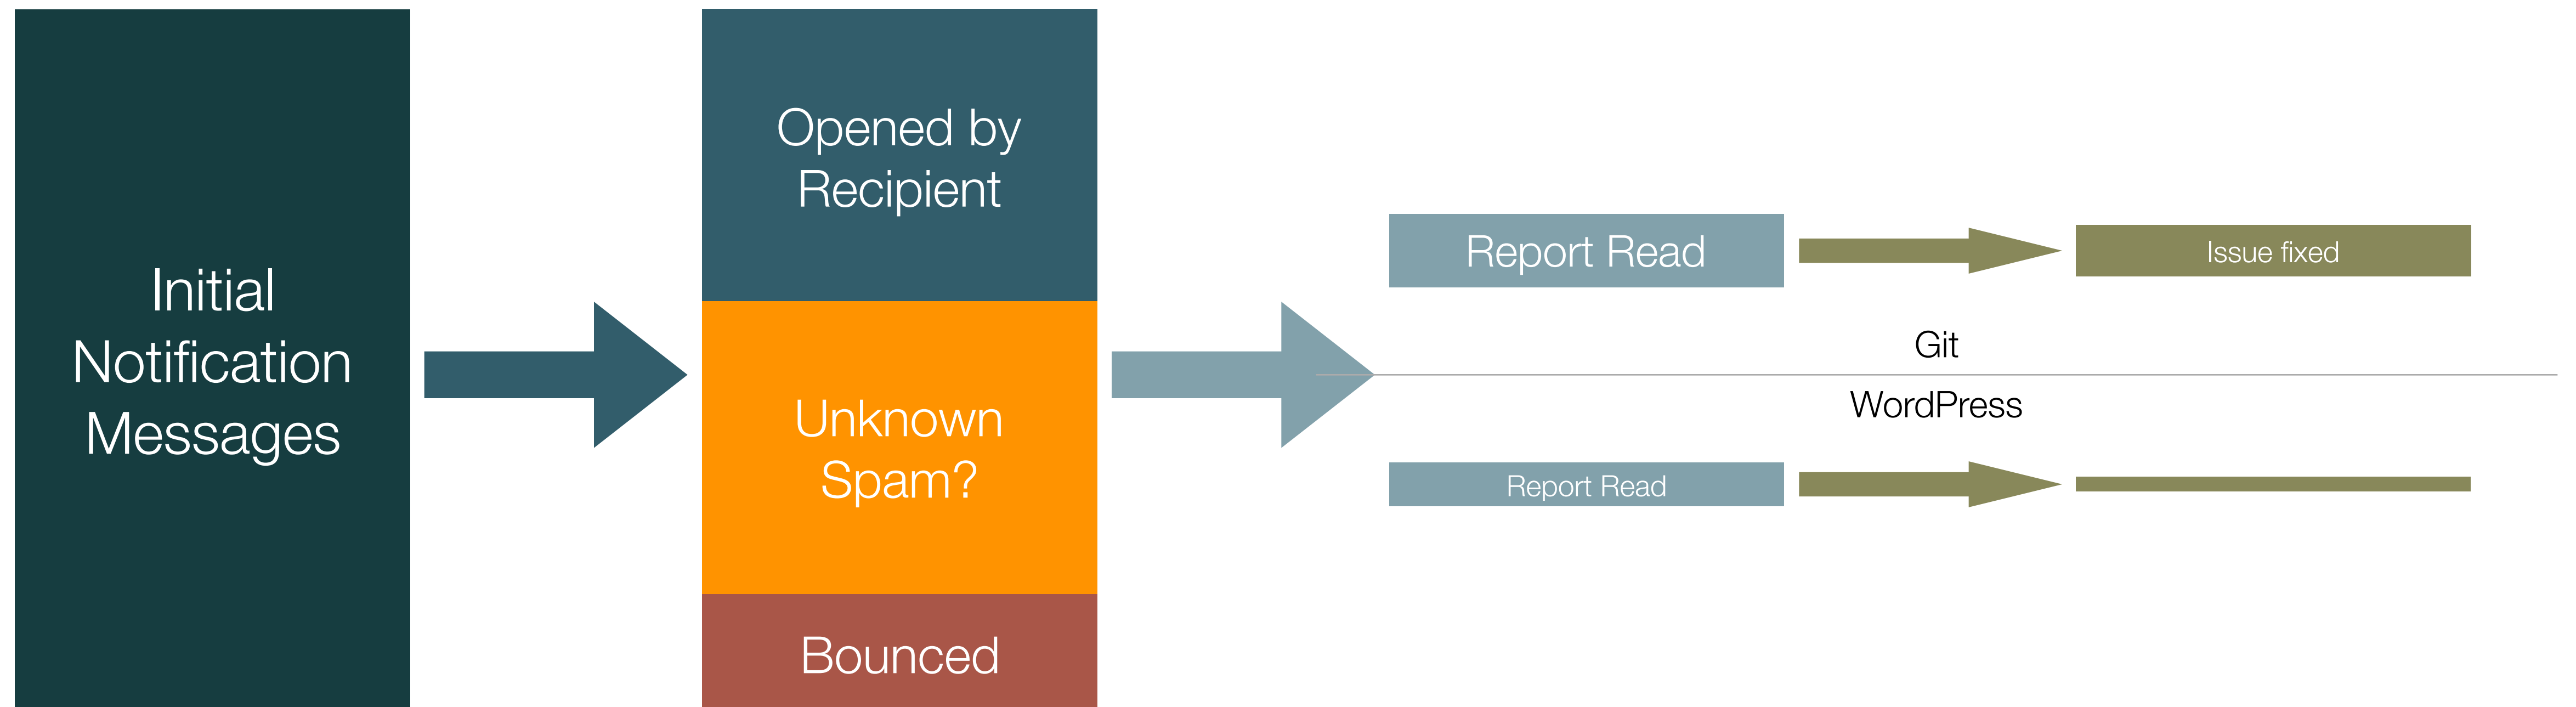 Initial
Notification
Messages
Opened by
Recipient
Unknown
Spam?
Bounced
Report Read
Issue fixed
Git
WordPress
Report Read